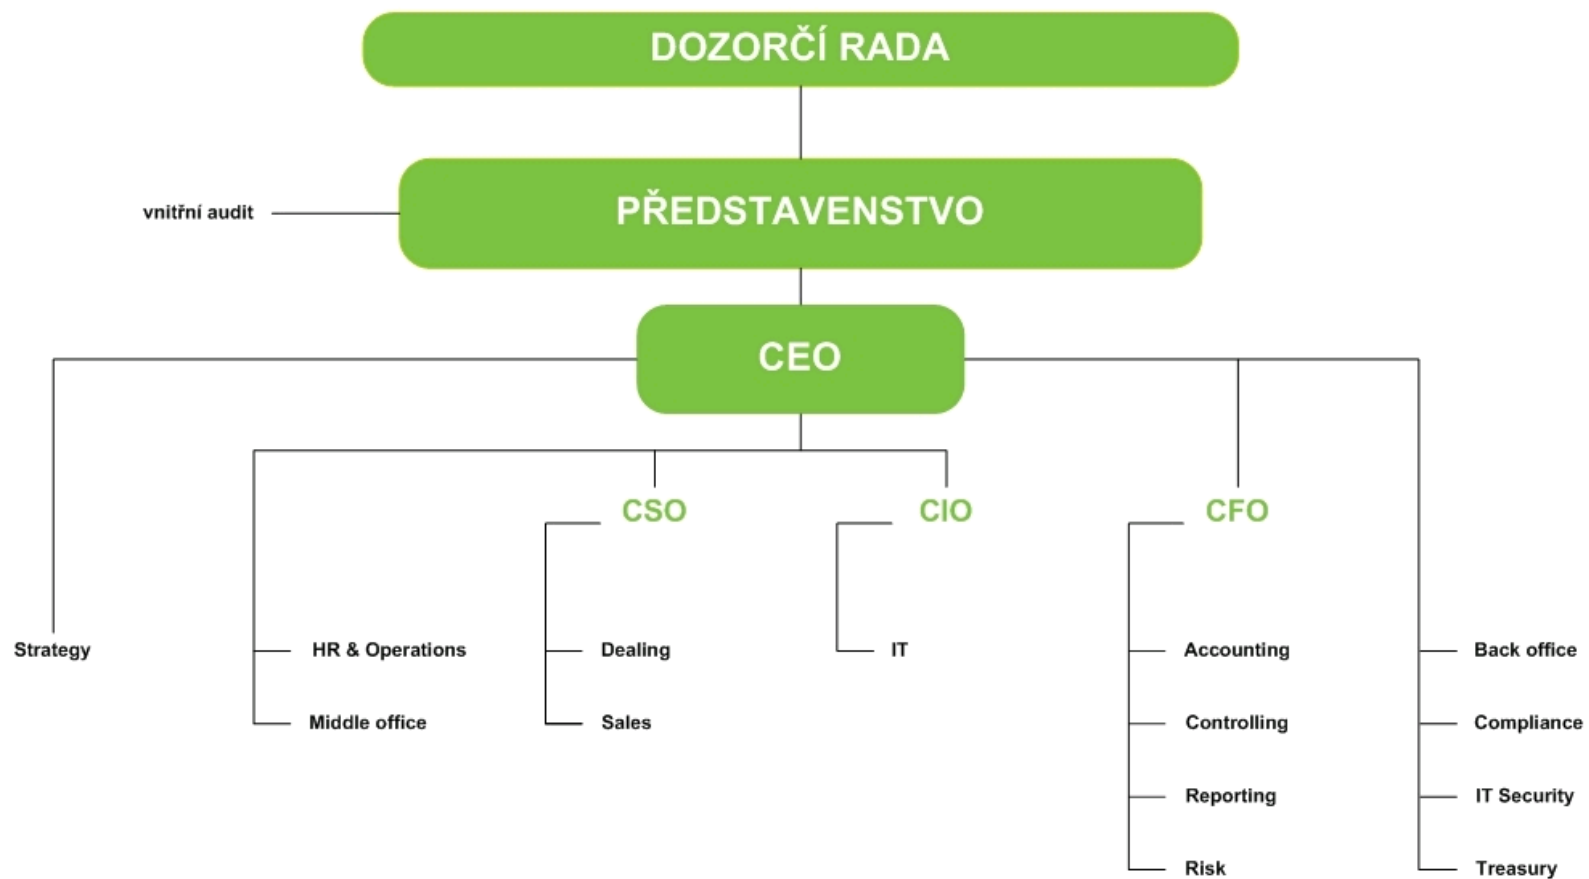 DOZORČÍ RADA
vnitřní audit
PŘEDSTAVENSTVO
CEO
CSO
CIO
CFO
Strategy
HR & Operations
Dealing
IT
Accounting
Back office
Middle office
Sales
Controlling
Compliance
Reporting
IT Security
Risk
Treasury